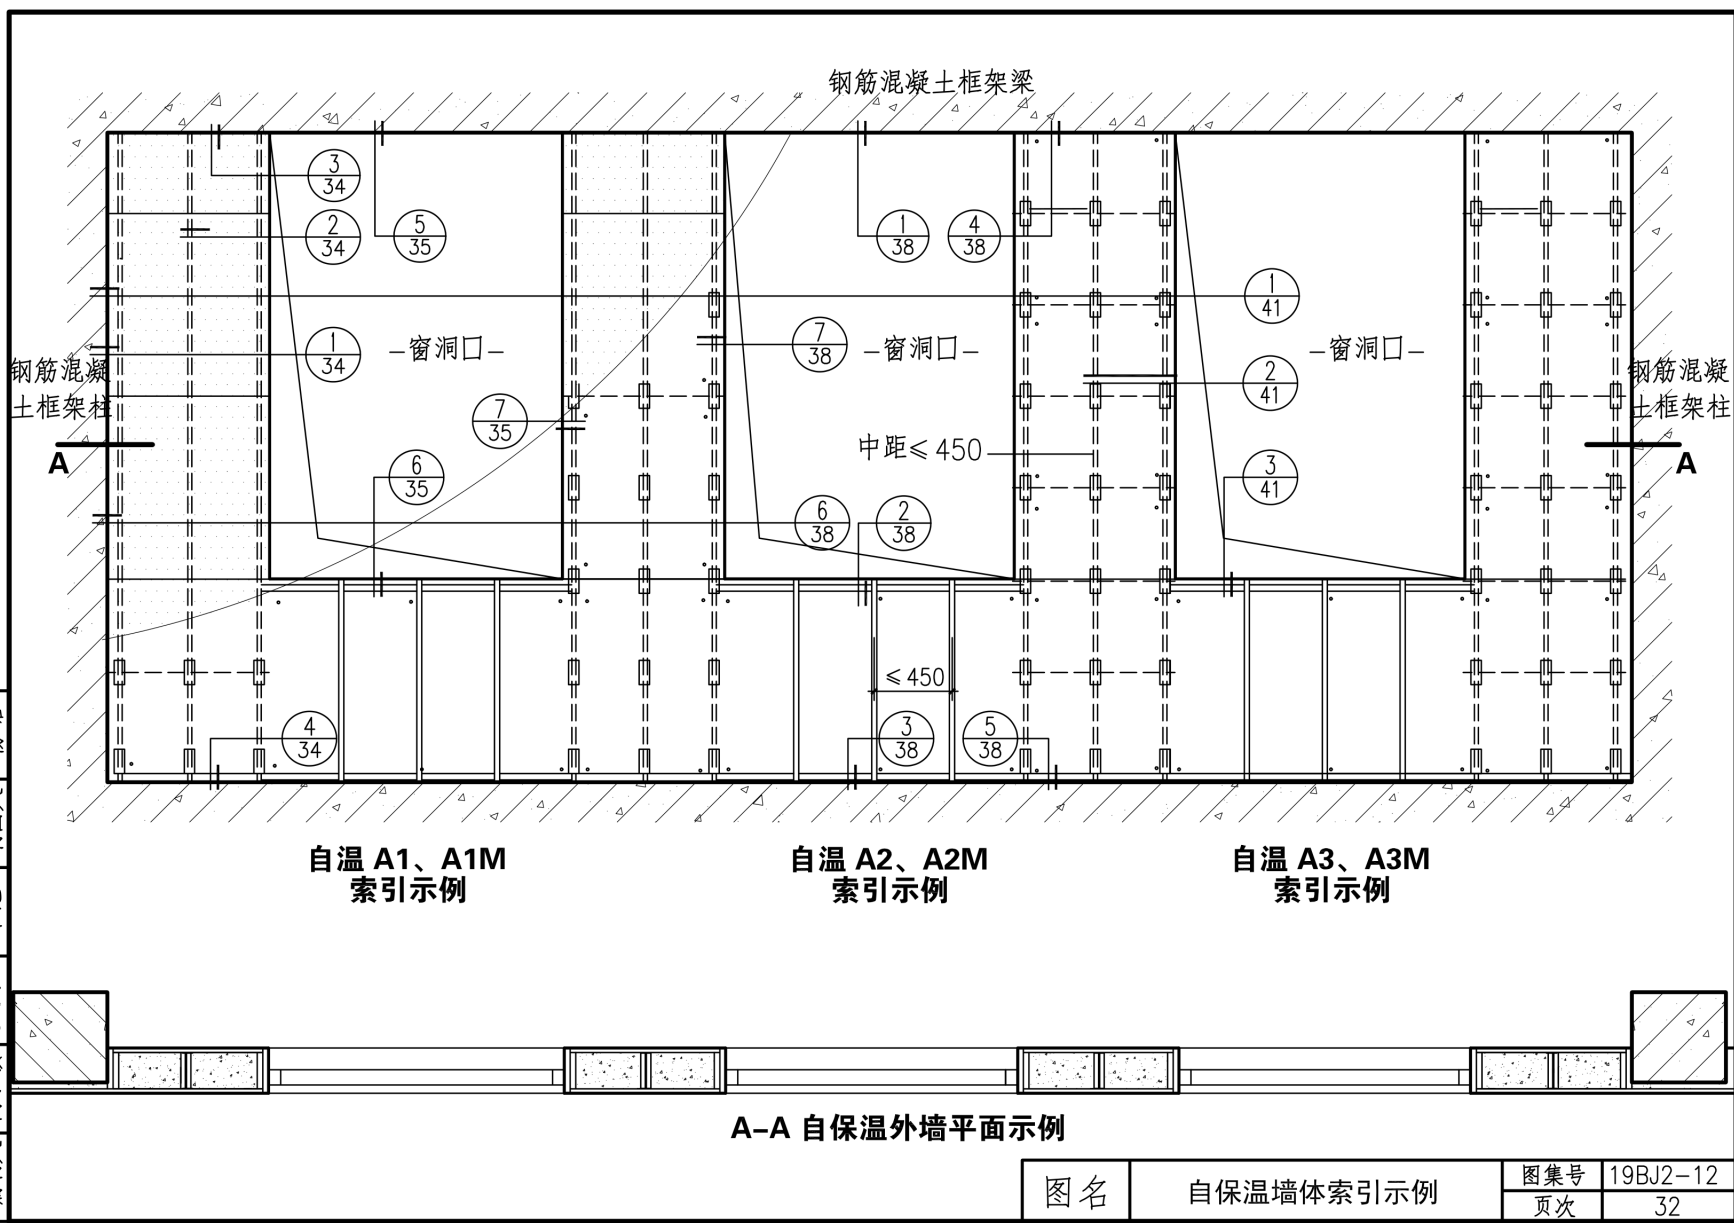 钢筋混凝土框架梁
3
34
2
34
5
35
1
38
4
38
1
41
1
34
-窗洞口-
7
38
-窗洞口-
-窗洞口-
钢筋混凝
土框架柱
钢筋混凝
土框架柱
2
41
7
35
中距≤450
A
A
6
35
3
41
6
38
2
38
≤450
4
34
3
38
5
38
自温 A1、A1M
索引示例
自温 A2、A2M
索引示例
自温 A3、A3M
索引示例
A-A 自保温外墙平面示例
图名
自保温墙体索引示例
图集号
19BJ2-12
页次
32